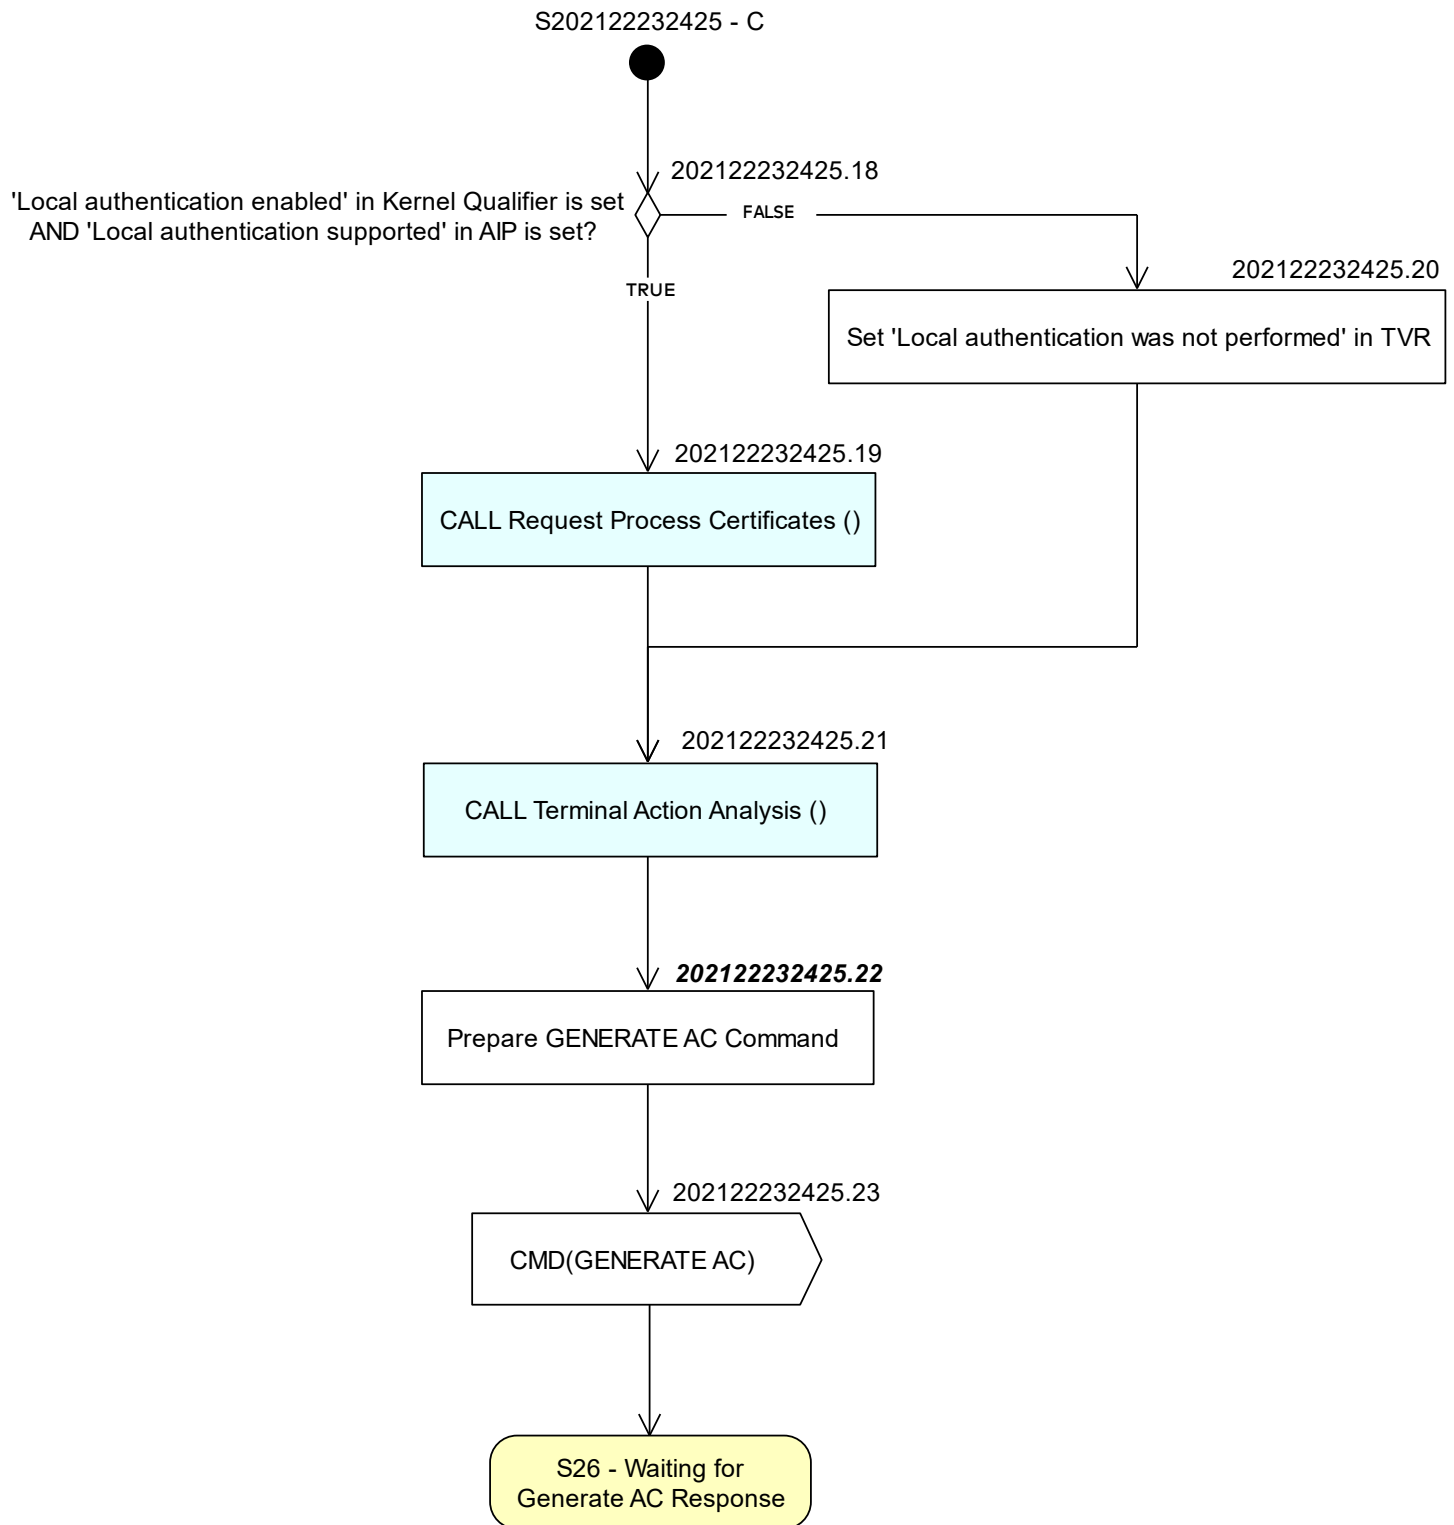 S202122232425 - C
202122232425.18
'Local authentication enabled' in Kernel Qualifier is set
AND 'Local authentication supported' in AIP is set?
FALSE
TRUE
202122232425.20
Set 'Local authentication was not performed' in TVR
202122232425.19
CALL Request Process Certificates ()
202122232425.21
CALL Terminal Action Analysis ()
202122232425.22
Prepare GENERATE AC Command
202122232425.23
CMD(GENERATE AC)
S26 - Waiting for
Generate AC Response